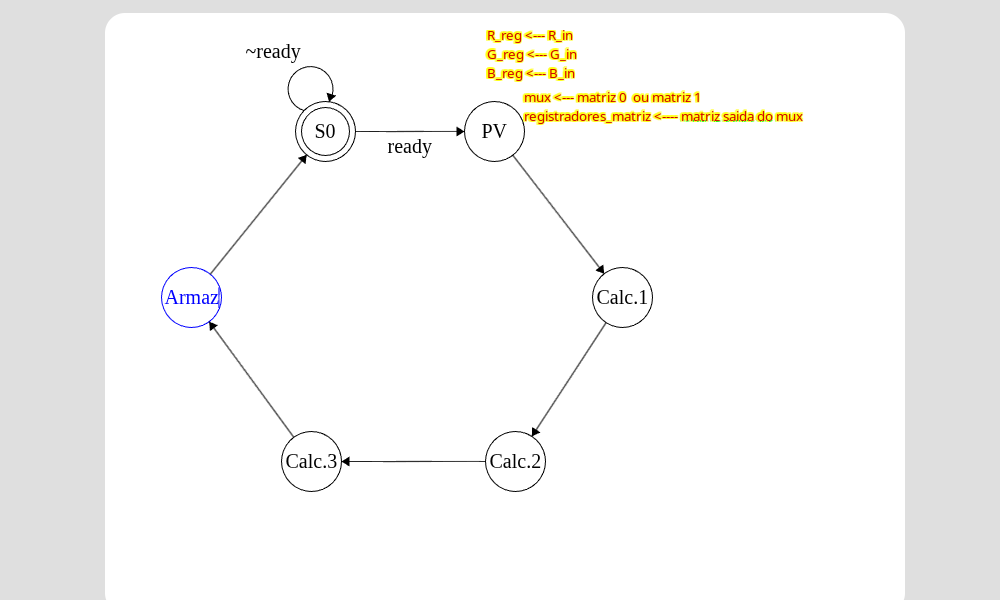 R_reg <--- R_in
G_reg <--- G_in
B_reg <--- B_in
~ready
mux <--- matriz 0  ou matriz 1
registradores_matriz <---- matriz saida do mux
S0
PV
ready
Armaz
Calc.1
Calc.3
Calc.2